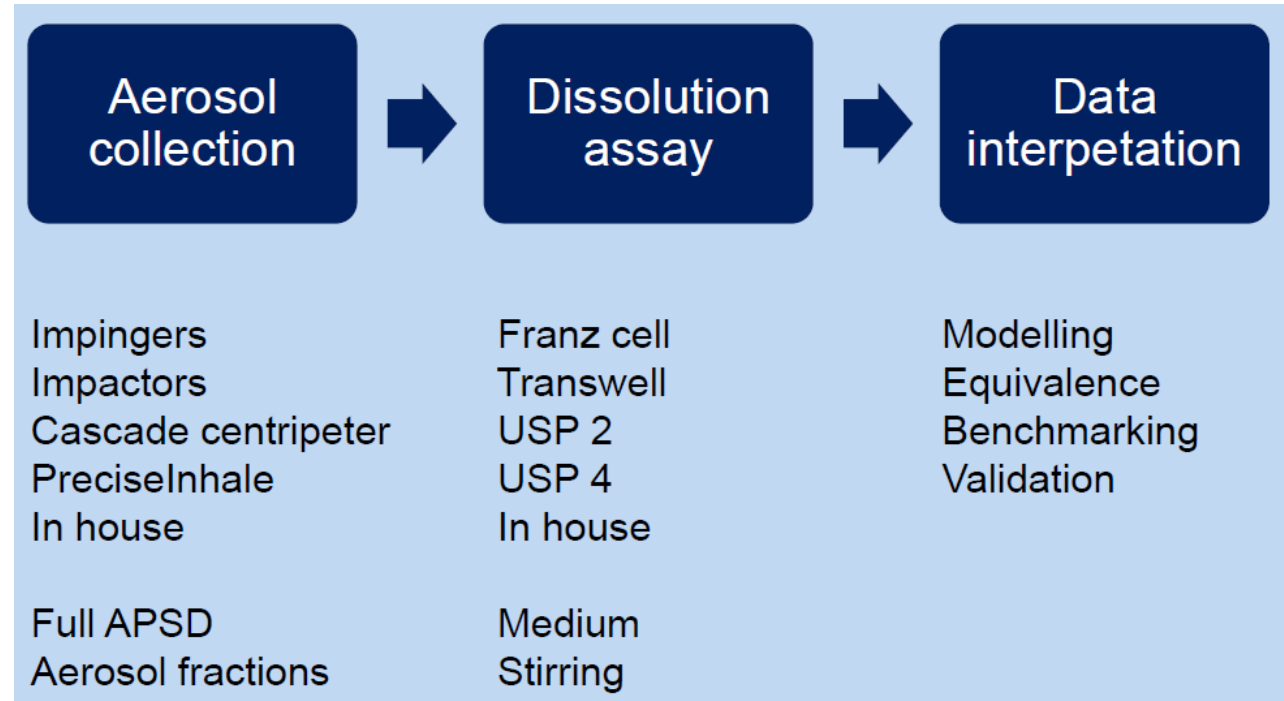 Aerosol
collection
Dissolution
assay
Data
interpetation
Impingers
Impactors
Cascade centripeter
PreciseInhale
In house
Full APSD
Aerosol fractions
Franz cell
Transwell
USP 2
USP 4
In house
Medium
Stirring
Modelling
Equivalence
Benchmarking
Validation